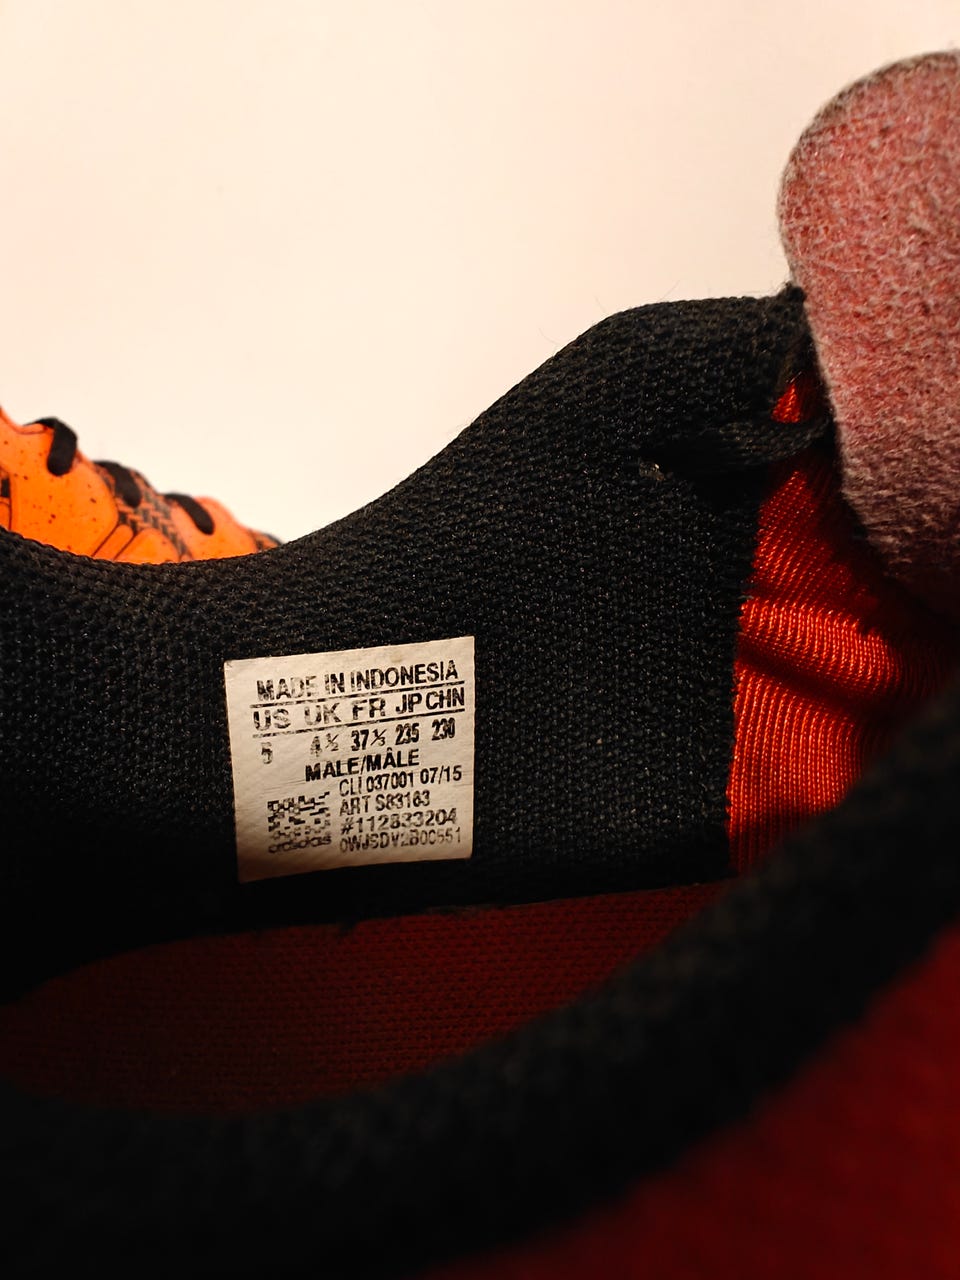 MADE IN INDONESIA
US UK FR JP CHN
5 4½ 37⅓ 235 230
MALE/MÂLE
CLI 037001 07/15
ART S83163
#112833204
adidas